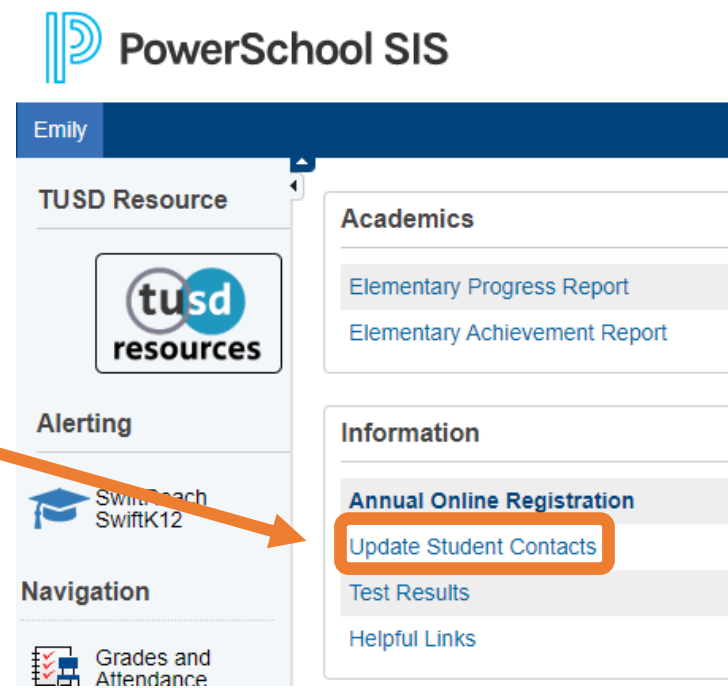 PowerSchool SIS
Emily
TUSD Resource
tusd
resources
Alerting
SwiftReach
SwiftK12
Navigation
Grades and
Attendance
Academics
Elementary Progress Report
Elementary Achievement Report
Information
Annual Online Registration
Update Student Contacts
Test Results
Helpful Links